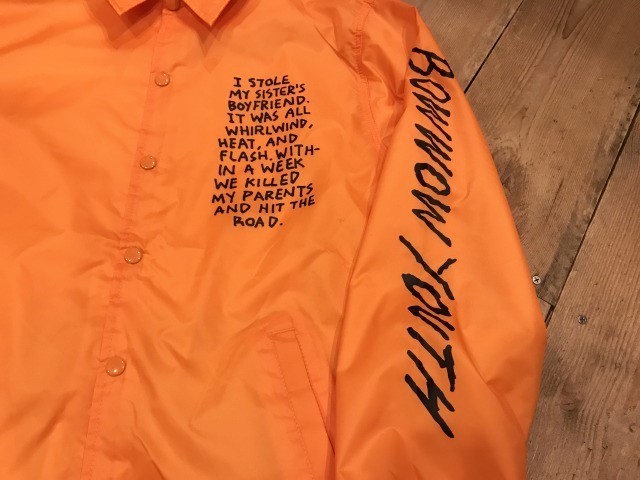 I STOLE
MY SISTER'S
BOYFRIEND.
IT WAS ALL
WHIRLWIND,
HEAT, AND
FLASH. WITH-
IN A WEEK
WE KILLED
MY PARENTS
AND HIT THE
ROAD.
BOWWOW YOUTH